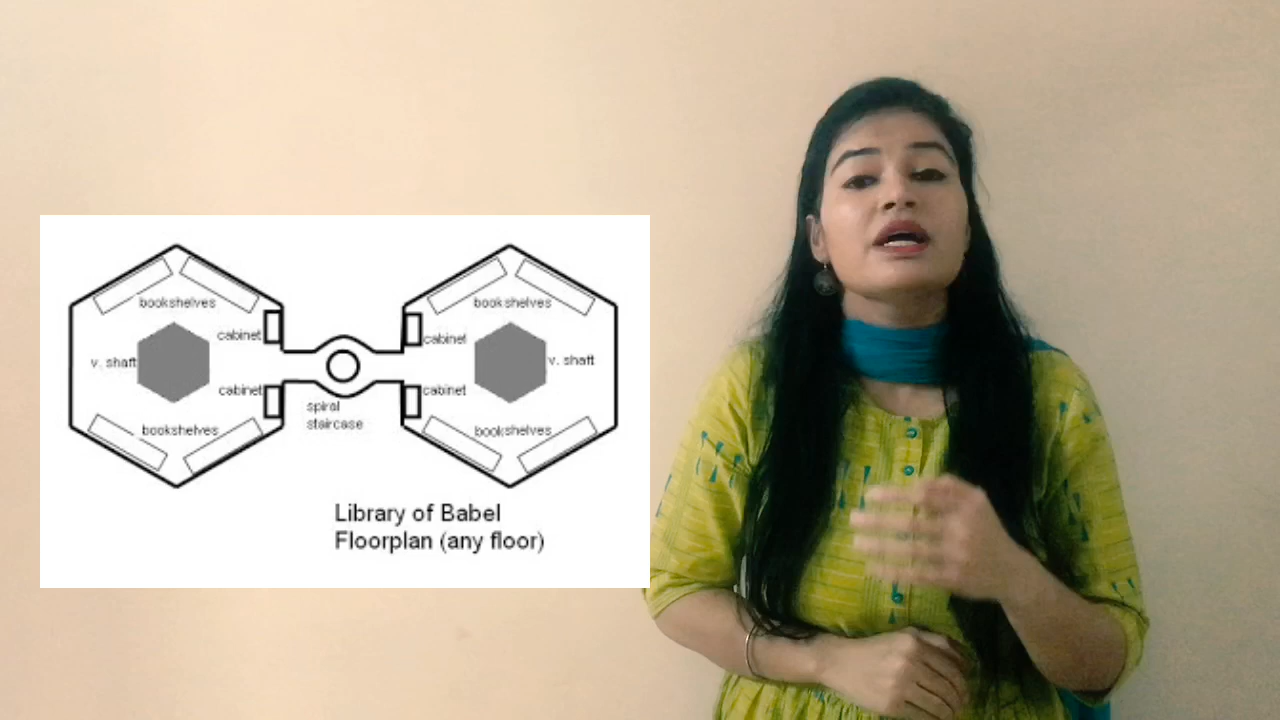 bookshelves
bookshelves
cabinet
cabinet
v. shaft
v. shaft
cabinet
cabinet
spiral
staircase
bookshelves
bookshelves
Library of Babel
Floorplan (any floor)